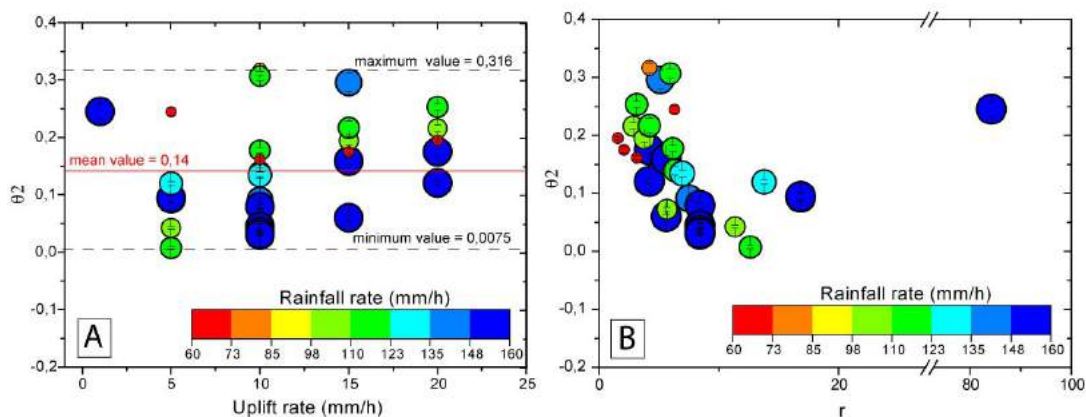 0,4
0,3
0,2
0,1
0,0
-0,1
-0,2
θ2
maximum value = 0,316
mean value = 0,14
minimum value = 0,0075
Rainfall rate (mm/h)
60 73 85 98 110 123 135 148 160
A
0 5 10 15 20 25
Uplift rate (mm/h)
0,4
0,3
0,2
0,1
0,0
-0,1
-0,2
θ2
Rainfall rate (mm/h)
60 73 85 98 110 123 135 148 160
B
0 20 80 100
r